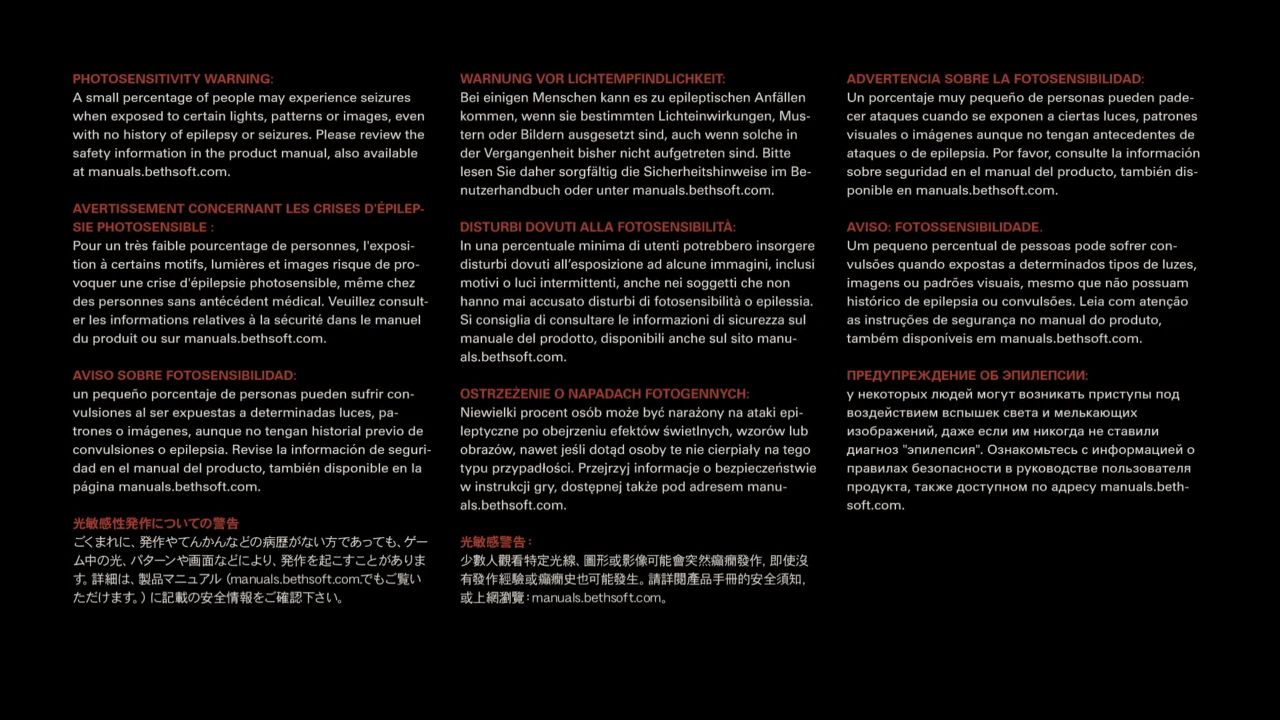 PHOTOSENSITIVITY WARNING:
A small percentage of people may experience seizures
when exposed to certain lights, patterns or images, even
with no history of epilepsy or seizures. Please review the
safety information in the product manual, also available
at manuals.bethsoft.com.
AVERTISSEMENT CONCERNANT LES CRISES D'ÉPILEP-
SIE PHOTOSENSIBLE :
Pour un très faible pourcentage de personnes, l'exposi-
tion à certains motifs, lumières et images risque de pro-
voquer une crise d'épilepsie photosensible, même chez
des personnes sans antécédent médical. Veuillez consult-
er les informations relatives à la sécurité dans le manuel
du produit ou sur manuals.bethsoft.com.
AVISO SOBRE FOTOSENSIBILIDAD:
un pequeño porcentaje de personas pueden sufrir con-
vulsiones al ser expuestas a determinadas luces, pa-
trones o imágenes, aunque no tengan historial previo de
convulsiones o epilepsia. Revise la información de seguri-
dad en el manual del producto, también disponible en la
página manuals.bethsoft.com.
光敏感性発作についての警告
ごくまれに、発作やてんかんなどの病歴がない方であっても、ゲー
ム中の光、パターンや画面などにより、発作を起こすことがありま
す。詳細は、製品マニュアル（manuals.bethsoft.comでもご覧い
ただけます。）に記載の安全情報をご確認下さい。
WARNUNG VOR LICHTEMPFINDLICHKEIT:
Bei einigen Menschen kann es zu epileptischen Anfällen
kommen, wenn sie bestimmten Lichteinwirkungen, Mus-
tern oder Bildern ausgesetzt sind, auch wenn solche in
der Vergangenheit bisher nicht aufgetreten sind. Bitte
lesen Sie daher sorgfältig die Sicherheitshinweise im Be-
nutzerhandbuch oder unter manuals.bethsoft.com.
DISTURBI DOVUTI ALLA FOTOSENSIBILITÀ:
In una percentuale minima di utenti potrebbero insorgere
disturbi dovuti all’esposizione ad alcune immagini, inclusi
motivi o luci intermittenti, anche nei soggetti che non
hanno mai accusato disturbi di fotosensibilità o epilessia.
Si consiglia di consultare le informazioni di sicurezza sul
manuale del prodotto, disponibili anche sul sito manu-
als.bethsoft.com.
OSTRZEŻENIE O NAPADACH FOTOGENNYCH:
Niewielki procent osób może być narażony na ataki epi-
leptyczne po obejrzeniu efektów świetlnych, wzorów lub
obrazów, nawet jeśli dotąd osoby te nie cierpiały na tego
typu przypadłości. Przejrzyj informacje o bezpieczeństwie
w instrukcji gry, dostępnej także pod adresem manu-
als.bethsoft.com.
光敏感警告：
少數人觀看特定光線、圖形或影像可能會突然癲癇發作，即使沒
有發作經驗或癲癇史也可能發生。請詳閱產品手冊的安全須知，
或上網瀏覽：manuals.bethsoft.com。
ADVERTENCIA SOBRE LA FOTOSENSIBILIDAD:
Un porcentaje muy pequeño de personas pueden pade-
cer ataques cuando se exponen a ciertas luces, patrones
visuales o imágenes aunque no tengan antecedentes de
ataques o de epilepsia. Por favor, consulte la información
sobre seguridad en el manual del producto, también dis-
ponible en manuals.bethsoft.com.
AVISO: FOTOSSENSIBILIDADE.
Um pequeno percentual de pessoas pode sofrer con-
vulsões quando expostas a determinados tipos de luzes,
imagens ou padrões visuais, mesmo que não possuam
histórico de epilepsia ou convulsões. Leia com atenção
as instruções de segurança no manual do produto,
também disponíveis em manuals.bethsoft.com.
ПРЕДУПРЕЖДЕНИЕ ОБ ЭПИЛЕПСИИ:
у некоторых людей могут возникать приступы под
воздействием вспышек света и мелькающих
изображений, даже если им никогда не ставили
диагноз "эпилепсия". Ознакомьтесь с информацией о
правилах безопасности в руководстве пользователя
продукта, также доступном по адресу manuals.beth-
soft.com.